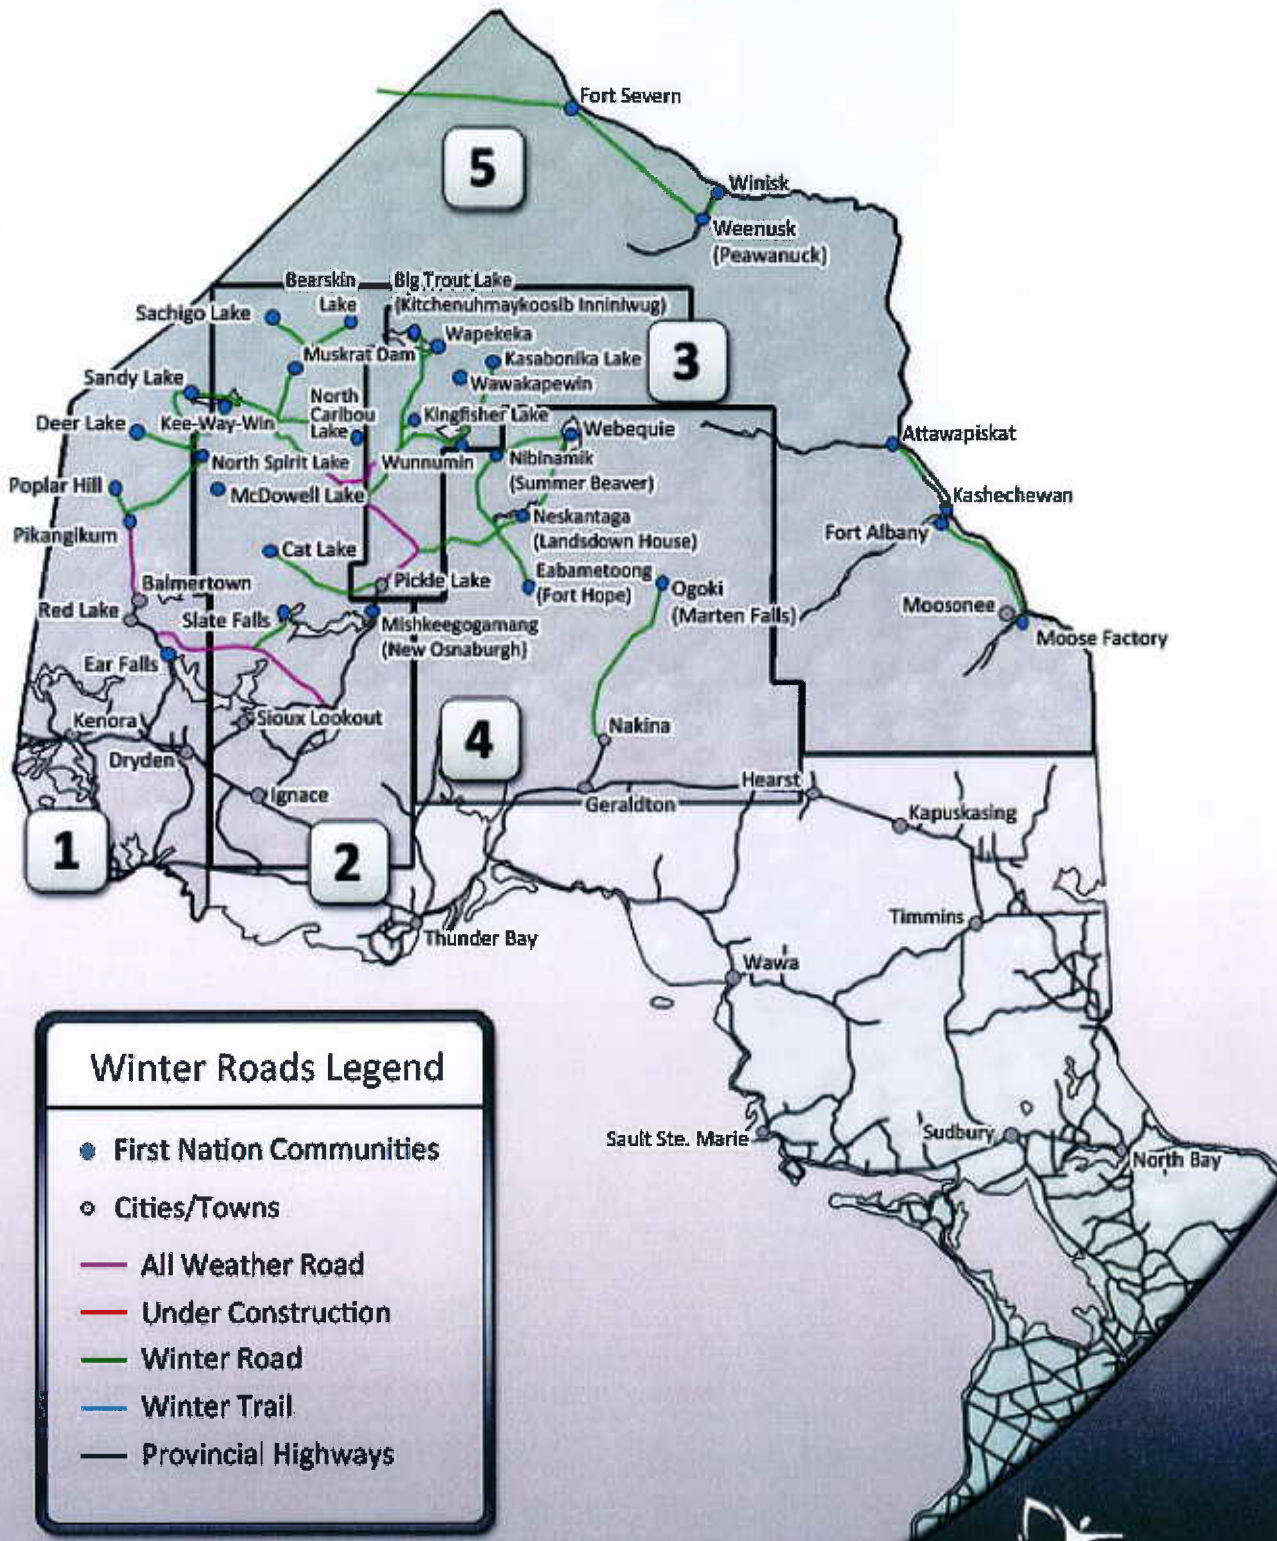 Fort Severn
5
Winisk
Weenusk
(Peawanuck)
Bearskin
Lake
Big Trout Lake
(Kitchenuhmaykoosib Inniniwug)
Sachigo Lake
Wapekeka
3
Muskrat Dam
Kasabonika Lake
Sandy Lake
Wawakapewin
North
Caribou
Lake
Kingfisher Lake
Deer Lake
Kee-Way-Win
Webequie
Attawapiskat
North Spirit Lake
Wunnumin
Nibinamik
(Summer Beaver)
Poplar Hill
McDowell Lake
Kashechewan
Pikangikum
Neskantaga
(Landsdown House)
Fort Albany
Cat Lake
Eabametoong
(Fort Hope)
Balmertown
Pickle Lake
Ogoki
(Marten Falls)
Red Lake
Slate Falls
Mishkeegogamang
(New Osnaburgh)
Moosonee
Moose Factory
Ear Falls
Kenora
Sioux Lookout
4
Nakina
Dryden
Ignace
Geraldton
Hearst
Kapuskasing
1
2
Timmins
Thunder Bay
Wawa
Winter Roads Legend
First Nation Communities
Cities/Towns
All Weather Road
Under Construction
Winter Road
Winter Trail
Provincial Highways
Sault Ste. Marie
Sudbury
North Bay